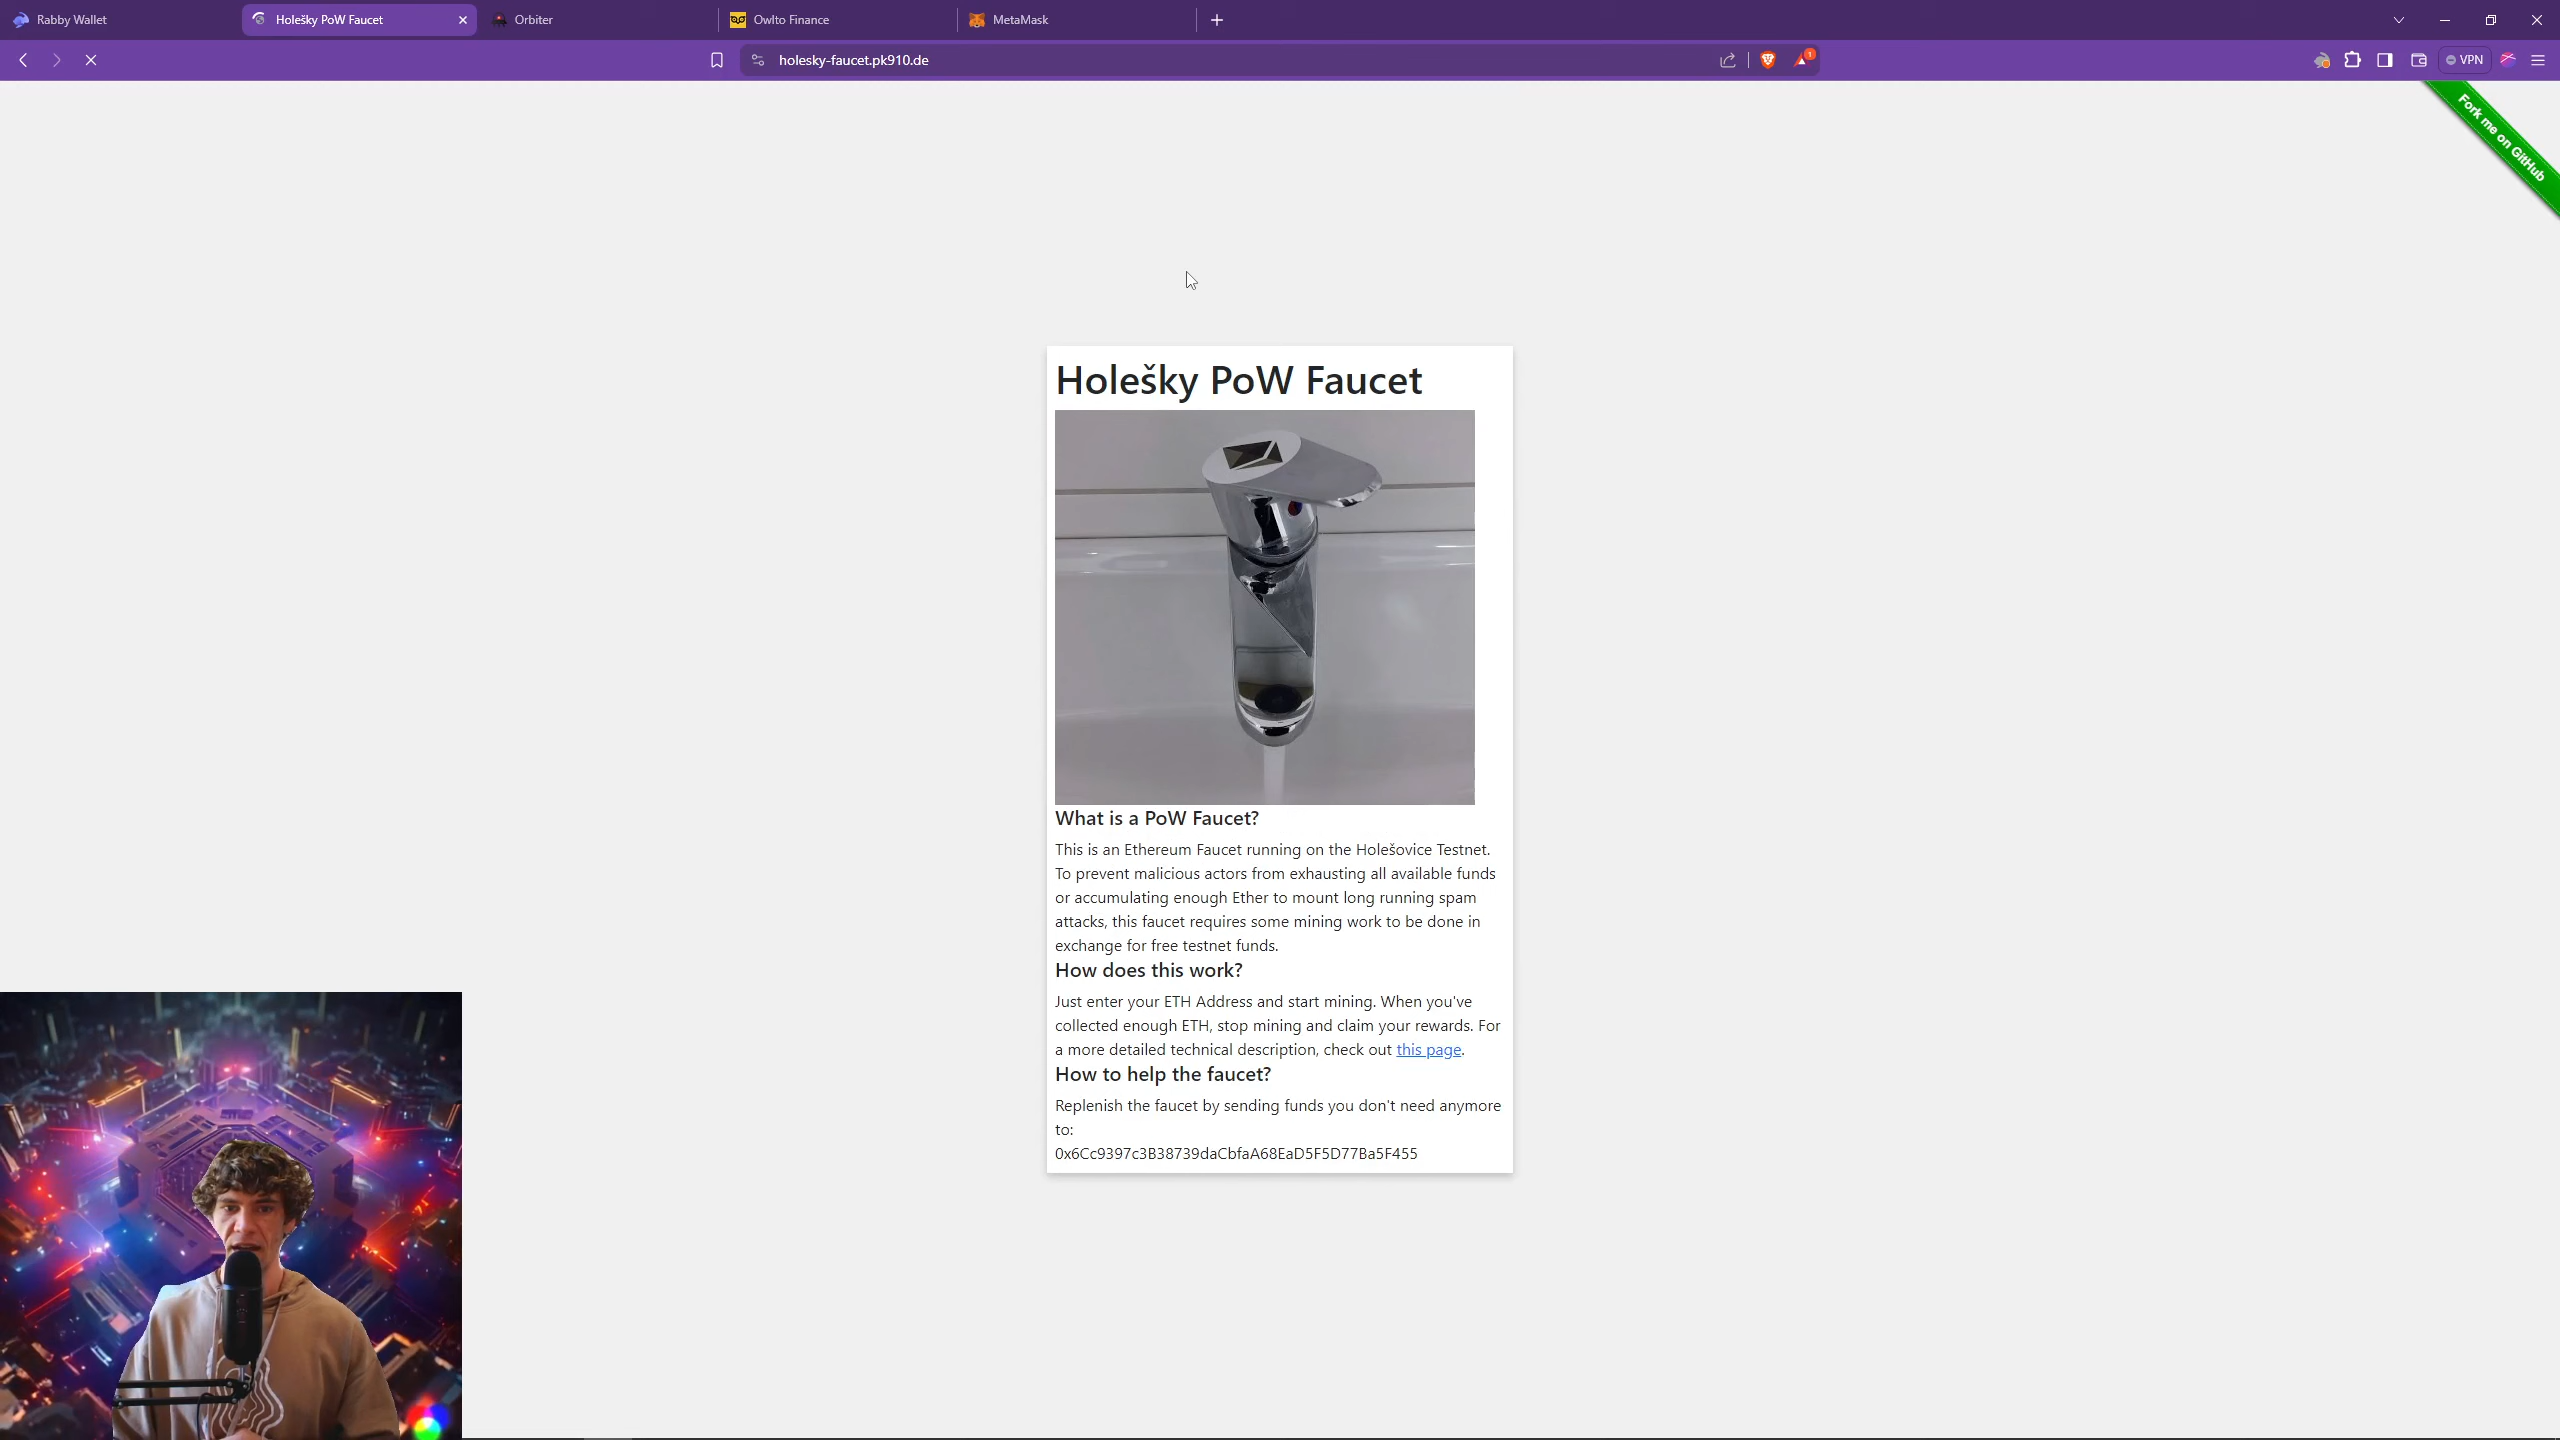 Rabby Wallet
Holešky PoW Faucet
Orbiter
Owlto Finance
MetaMask
holesky-faucet.pk910.de
1
VPN
Fork me on GitHub
Holešky PoW Faucet
What is a PoW Faucet?
This is an Ethereum Faucet running on the Holešovice Testnet.
To prevent malicious actors from exhausting all available funds
or accumulating enough Ether to mount long running spam
attacks, this faucet requires some mining work to be done in
exchange for free testnet funds.
How does this work?
Just enter your ETH Address and start mining. When you've
collected enough ETH, stop mining and claim your rewards. For
a more detailed technical description, check out this page.
How to help the faucet?
Replenish the faucet by sending funds you don't need anymore
to:
0x6Cc9397c3B38739daCbfaA68EaD5F5D77Ba5F455